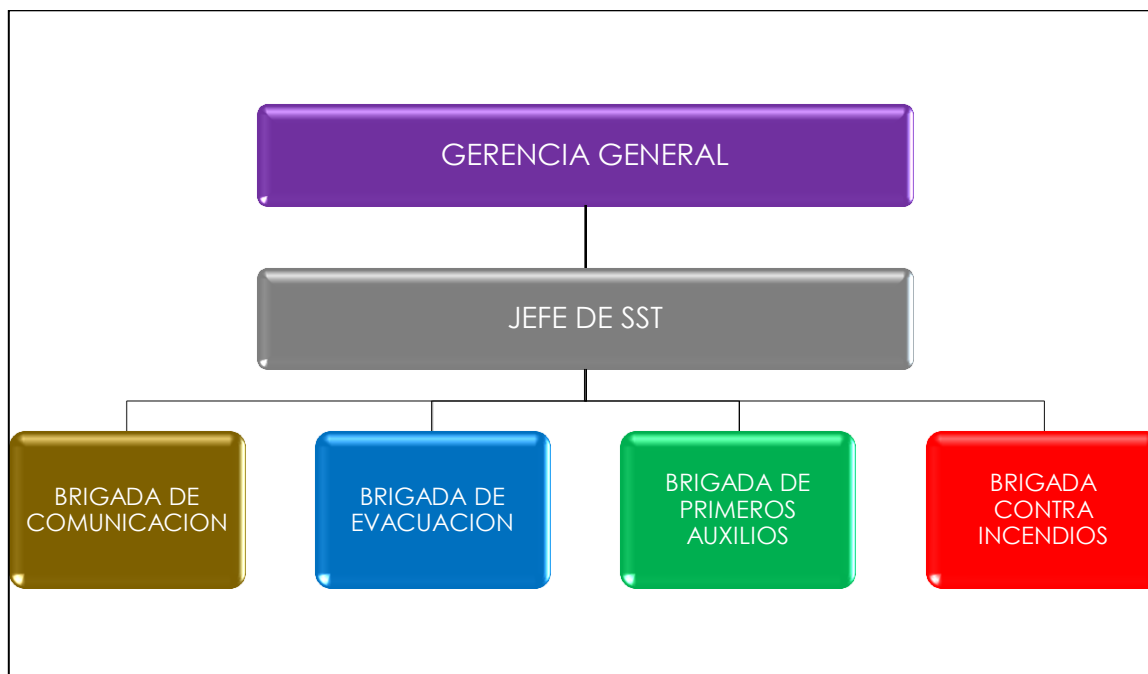 GERENCIA GENERAL
JEFE DE SST
BRIGADA DE
COMUNICACION
BRIGADA DE
EVACUACION
BRIGADA DE
PRIMEROS
AUXILIOS
BRIGADA
CONTRA
INCENDIOS